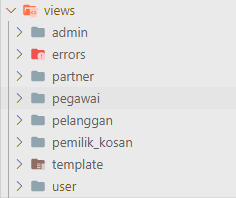 views
admin
errors
partner
pegawai
pelanggan
pemilik_kosan
template
user